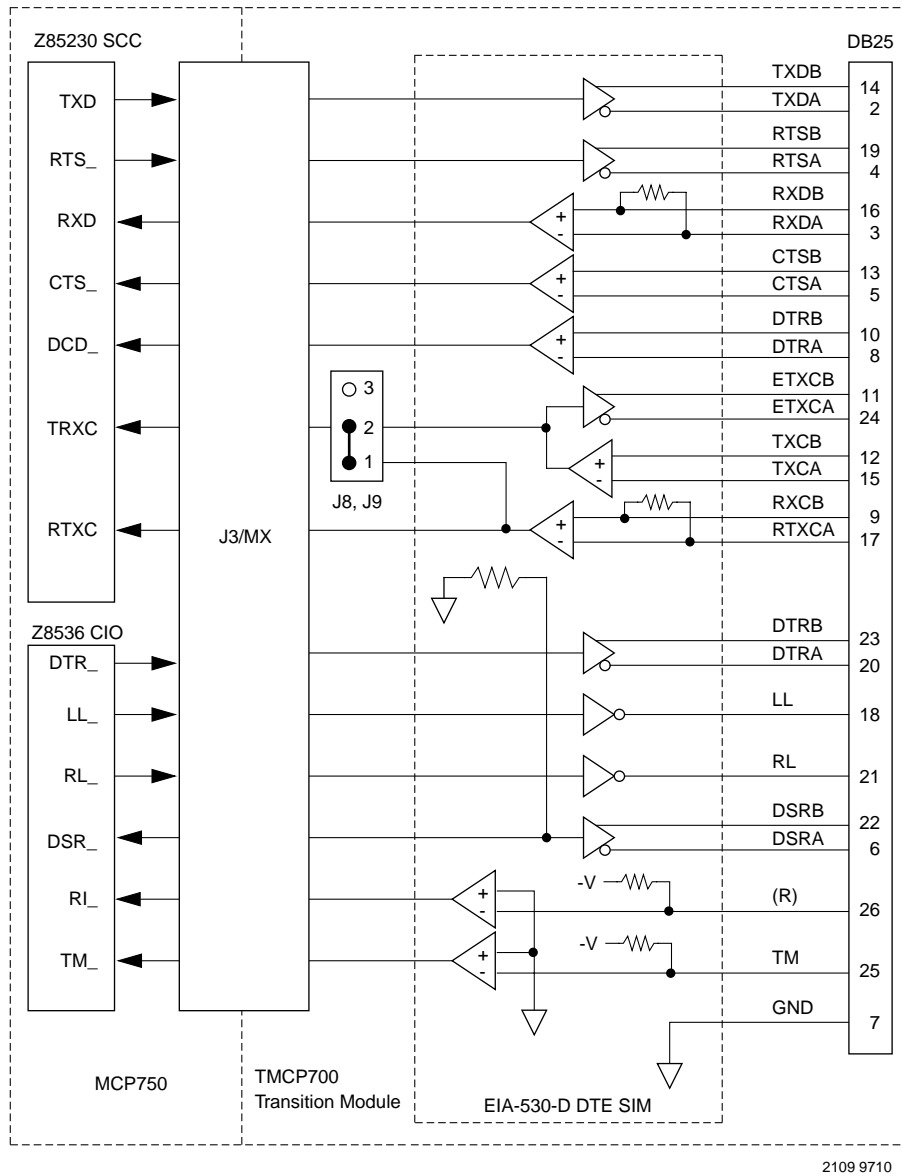 Z85230 SCC
DB25
TXD
TXDB
14
TXDA
2
RTS_
RTSB
19
RTSA
4
RXD
RXDB
16
+
RXDA
3
-
CTS_
CTSB
13
+
CTSA
5
-
DCD_
DTRB
10
+
DTRA
8
-
3
ETXCB
11
ETXCA
24
TRXC
2
TXCB
12
+
TXCA
15
-
1
J8, J9
RXCB
9
+
RTXCA
17
-
RTXC
J3/MX
Z8536 CIO
DTR_
DTRB
23
DTRA
20
LL_
LL
18
RL_
RL
21
DSR_
DSRB
22
DSRA
6
RI_
+
-
-V
(R)
26
TM_
+
-
-V
TM
25
GND
7
MCP750
TMCP700
Transition Module
EIA-530-D DTE SIM
2109 9710